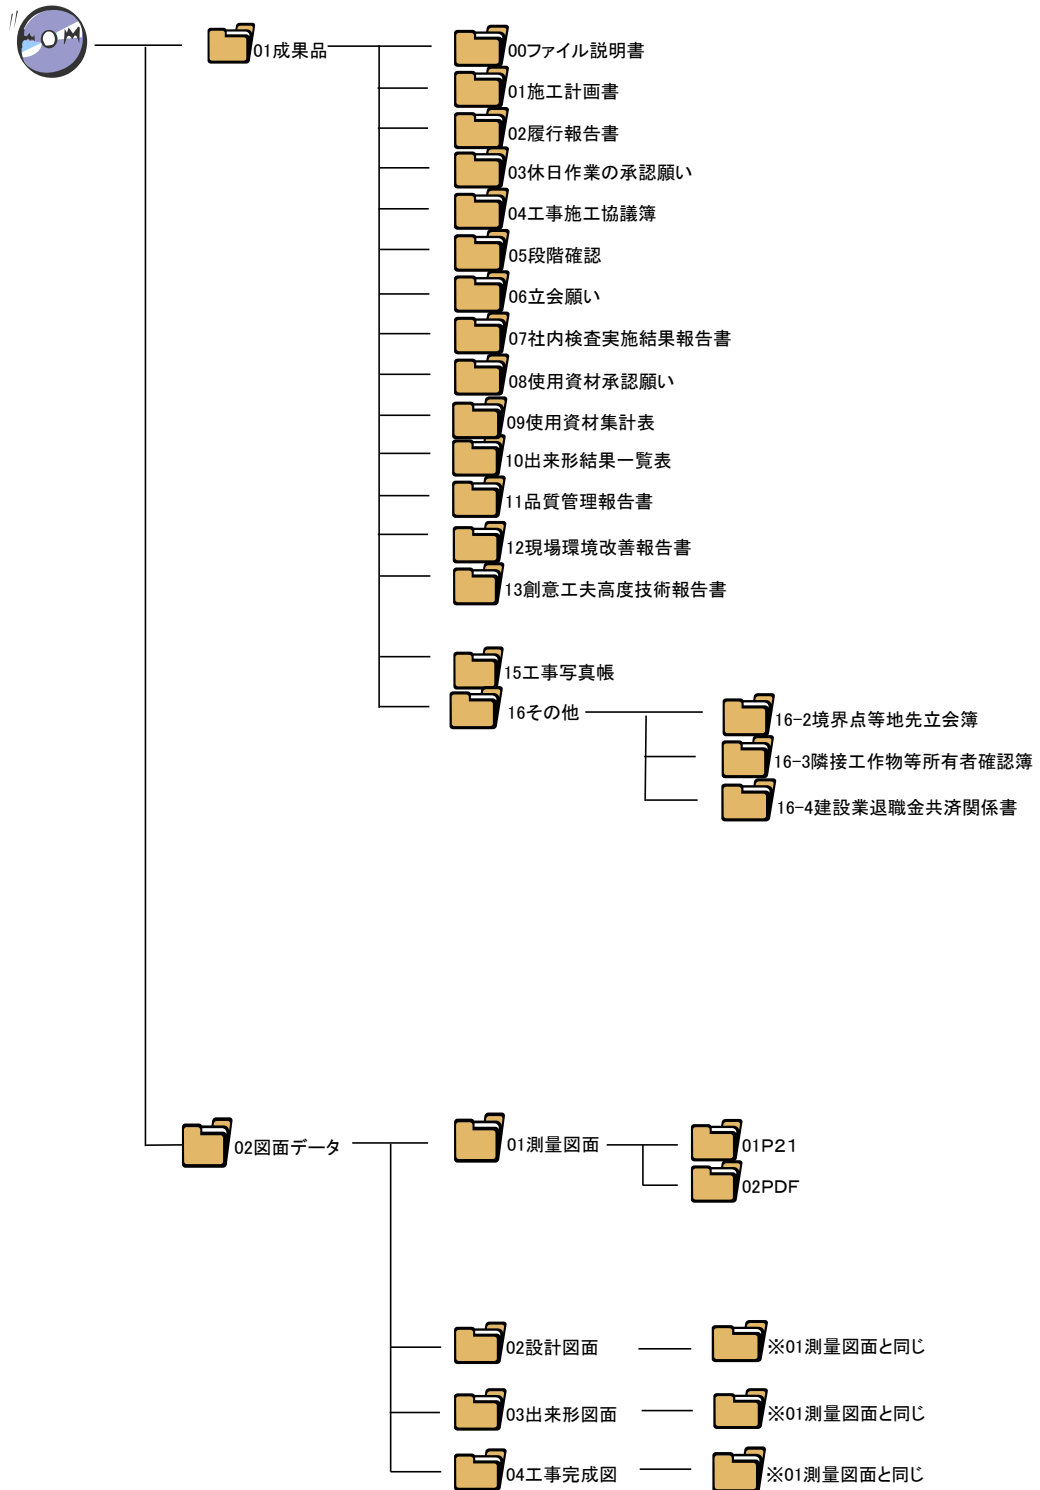 01成果品
00ファイル説明書
01施工計画書
02履行報告書
03休日作業の承認願い
04工事施工協議簿
05段階確認
06立会願い
07社内検査実施結果報告書
08使用資材承認願い
09使用資材集計表
10出来形結果一覧表
11品質管理報告書
12現場環境改善報告書
13創意工夫高度技術報告書
15工事写真帳
16その他
16-2境界点等地先立会簿
16-3隣接工作物等所有者確認簿
16-4建設業退職金共済関係書
02図面データ
01測量図面
01P21
02PDF
02設計図面
※01測量図面と同じ
03出来形図面
※01測量図面と同じ
04工事完成図
※01測量図面と同じ